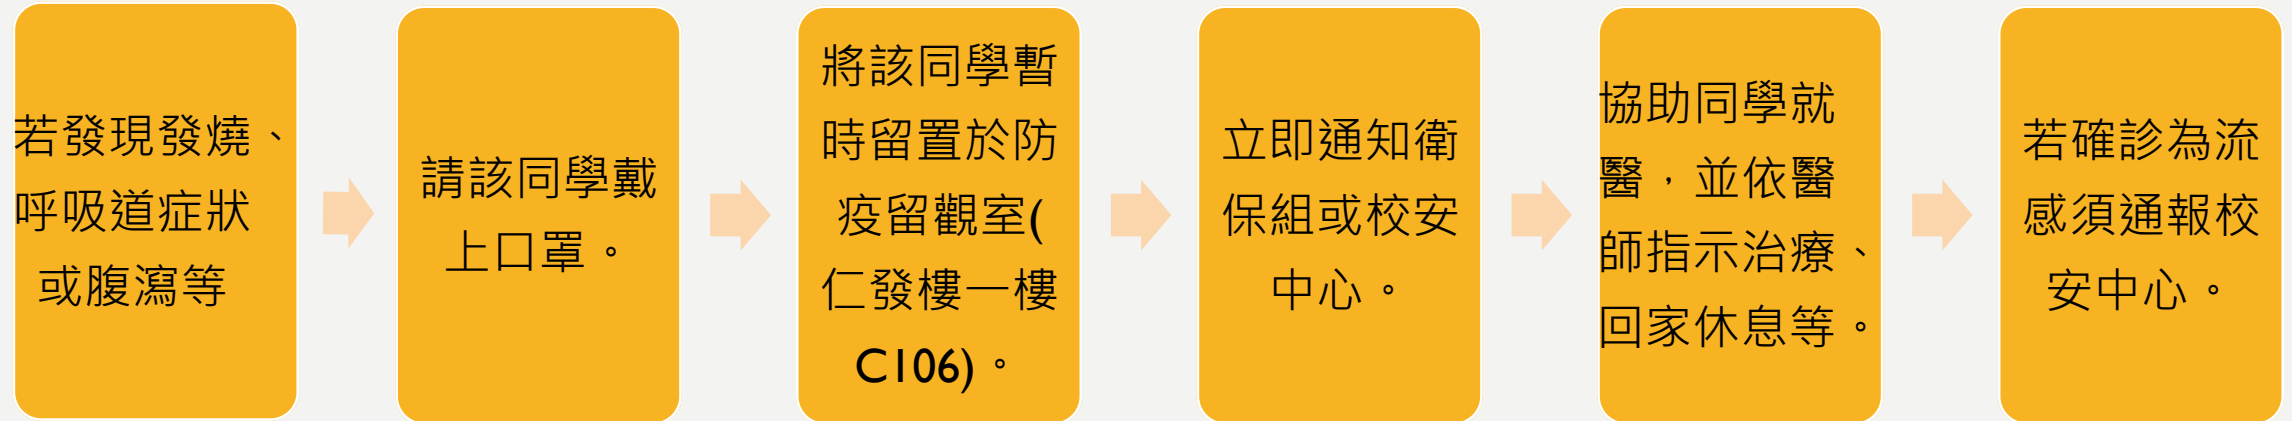 若發現發燒、
呼吸道症狀
或腹瀉等
請該同學戴
上口罩。
將該同學暫
時留置於防
疫留觀室(
仁發樓一樓
C106)。
立即通知衛
保組或校安
中心。
協助同學就
醫，並依醫
師指示治療、
回家休息等。
若確診為流
感須通報校
安中心。